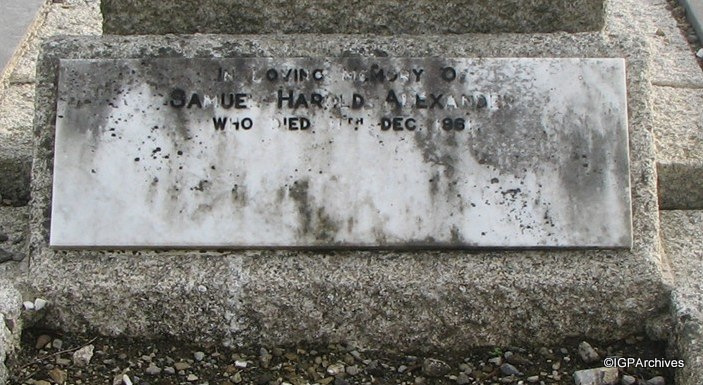 IN LOVING MEMORY OF
SAMUEL HAROLD ALEXANDER
WHO DIED DEC.
©IGPArchives